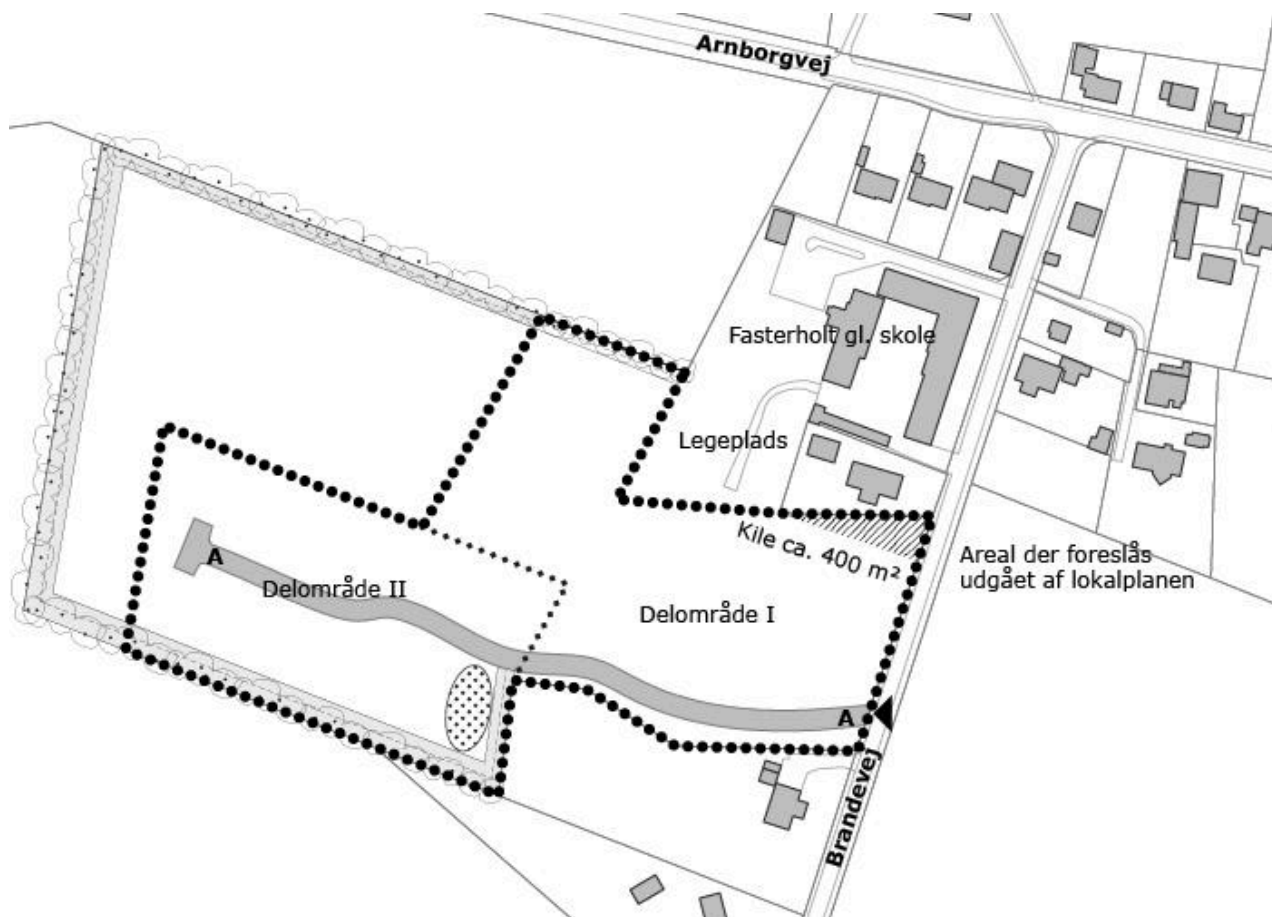 Arnborgvej
Fasterholt gl. skole
Legeplads
Kile ca. 400 m²
Areal der foreslås
udgået af lokalplanen
A
Delområde II
Delområde I
A
Brandevej